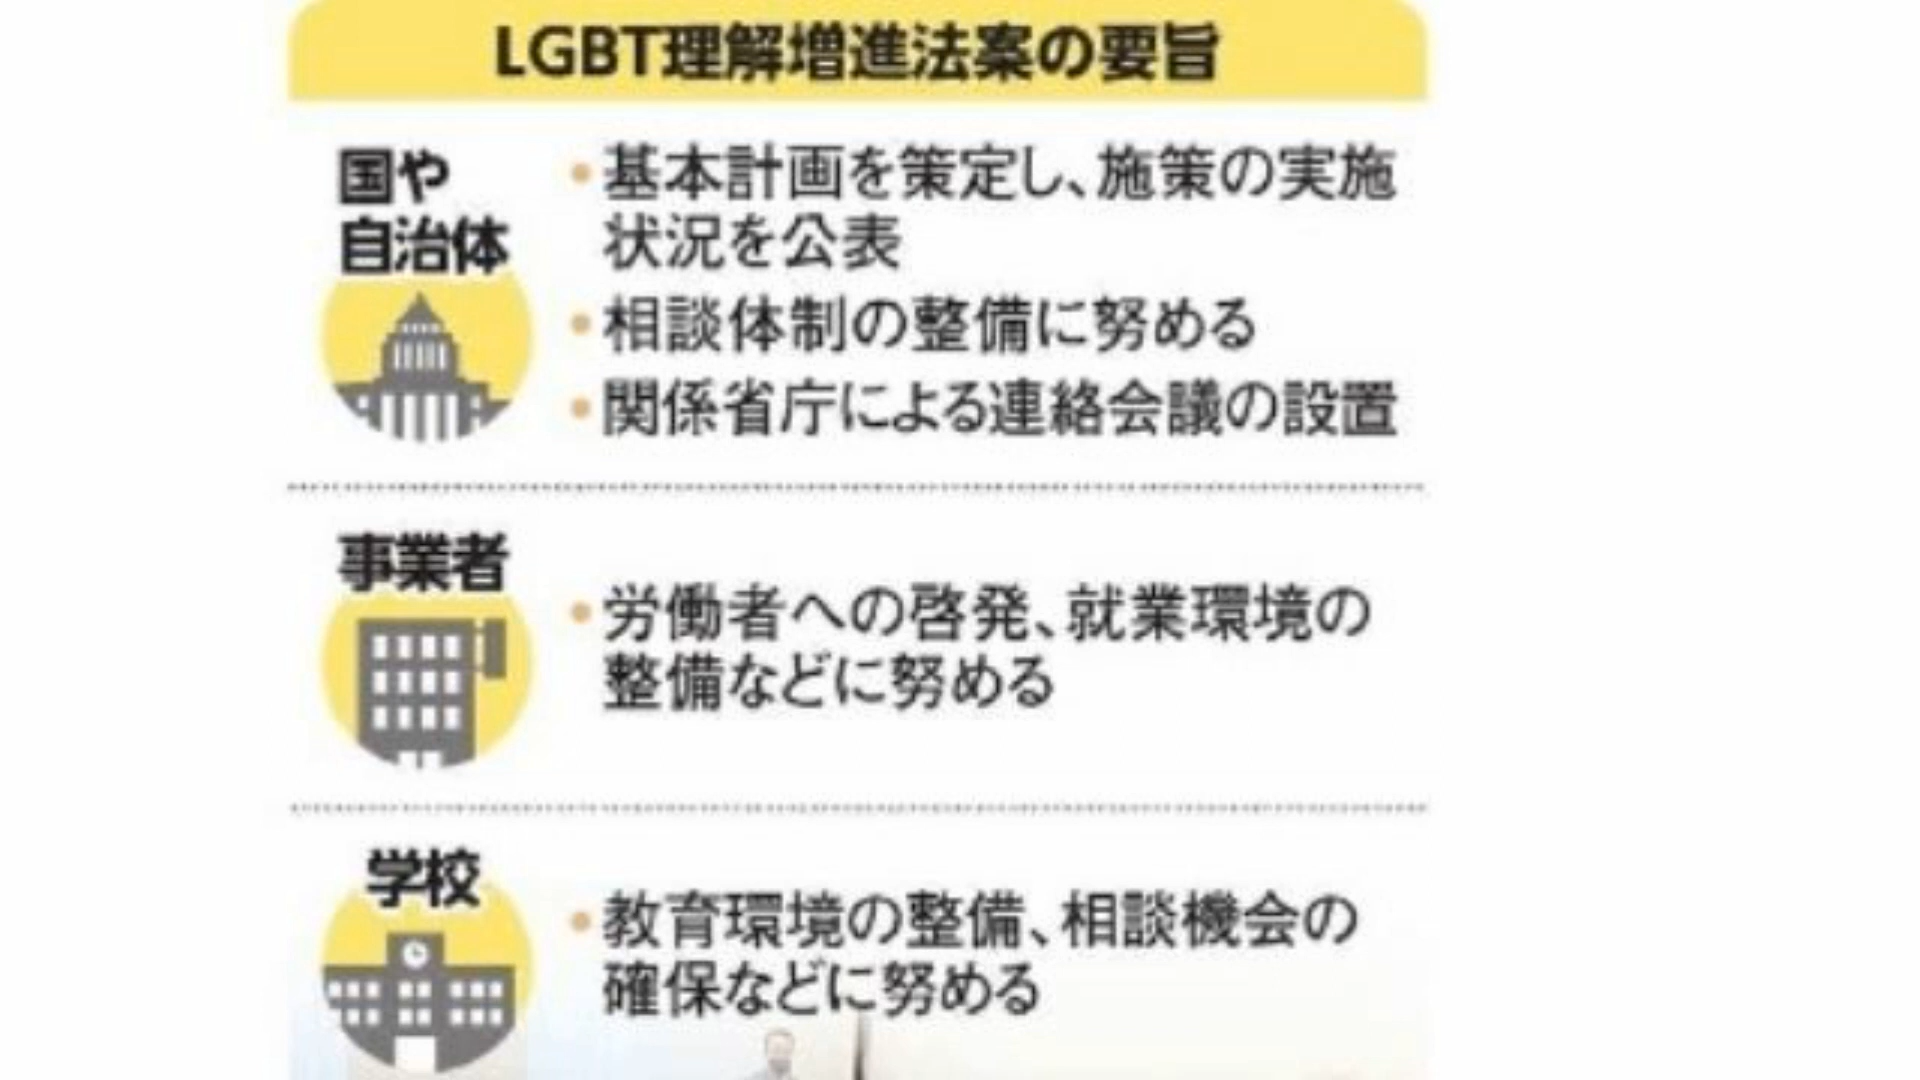 LGBT理解増進法案の要旨
国や
自治体
•基本計画を策定し、施策の実施
状況を公表
•相談体制の整備に努める
•関係省庁による連絡会議の設置
事業者
•労働者への啓発、就業環境の
整備などに努める
学校
•教育環境の整備、相談機会の
確保などに努める